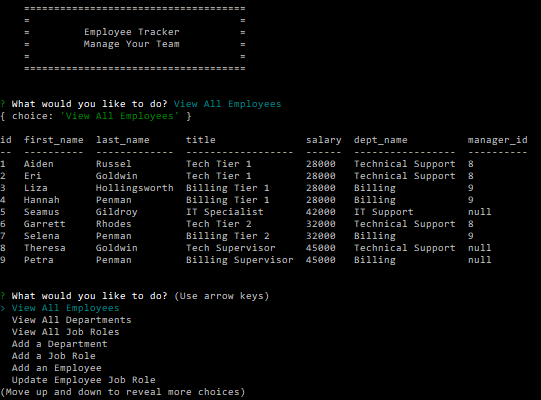 =====================================
=                                   =
=         Employee Tracker          =
=         Manage Your Team          =
=                                   =
=====================================
? What would you like to do? View All Employees
{ choice: 'View All Employees' }
id  first_name  last_name      title               salary  dept_name          manager_id
--  ----------  -------------  ------------------  ------  -----------------  ----------
1   Aiden       Russel         Tech Tier 1         28000   Technical Support  8
2   Eri         Goldwin        Tech Tier 1         28000   Technical Support  8
3   Liza        Hollingsworth  Billing Tier 1      28000   Billing            9
4   Hannah      Penman         Billing Tier 1      28000   Billing            9
5   Seamus      Gildroy        IT Specialist       42000   IT Support         null
6   Garrett     Rhodes         Tech Tier 2         32000   Technical Support  8
7   Selena      Penman         Billing Tier 2      32000   Billing            9
8   Theresa     Goldwin        Tech Supervisor     45000   Technical Support  null
9   Petra       Penman         Billing Supervisor  45000   Billing            null
? What would you like to do? (Use arrow keys)
> View All Employees
  View All Departments
  View All Job Roles
  Add a Department
  Add a Job Role
  Add an Employee
  Update Employee Job Role
(Move up and down to reveal more choices)